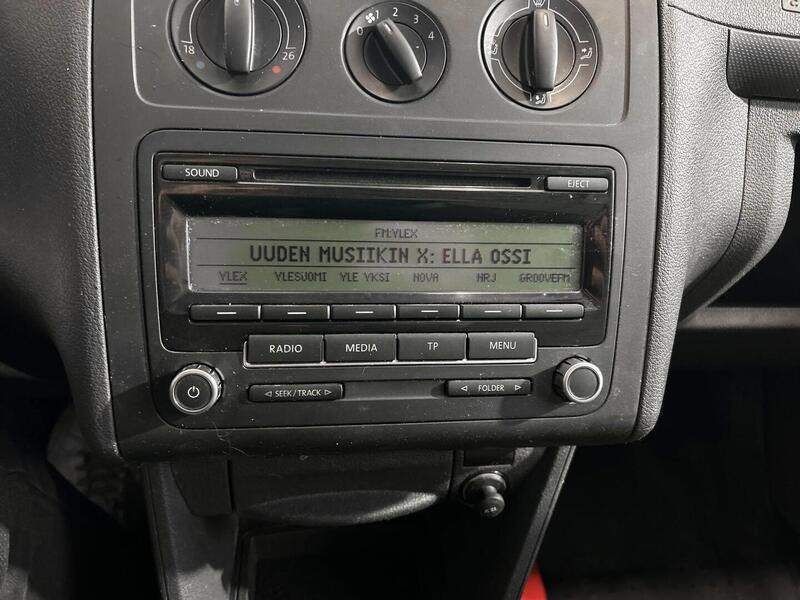 18 26
0 2 3 4
SOUND
EJECT
FM:YLEX
UUDEN MUSIIKIN X: ELLA OSSI
YLEX YLESUOMI YLE YKSI NOVA NRJ GROOVEFM
RADIO MEDIA TP MENU
SEEK / TRACK
FOLDER